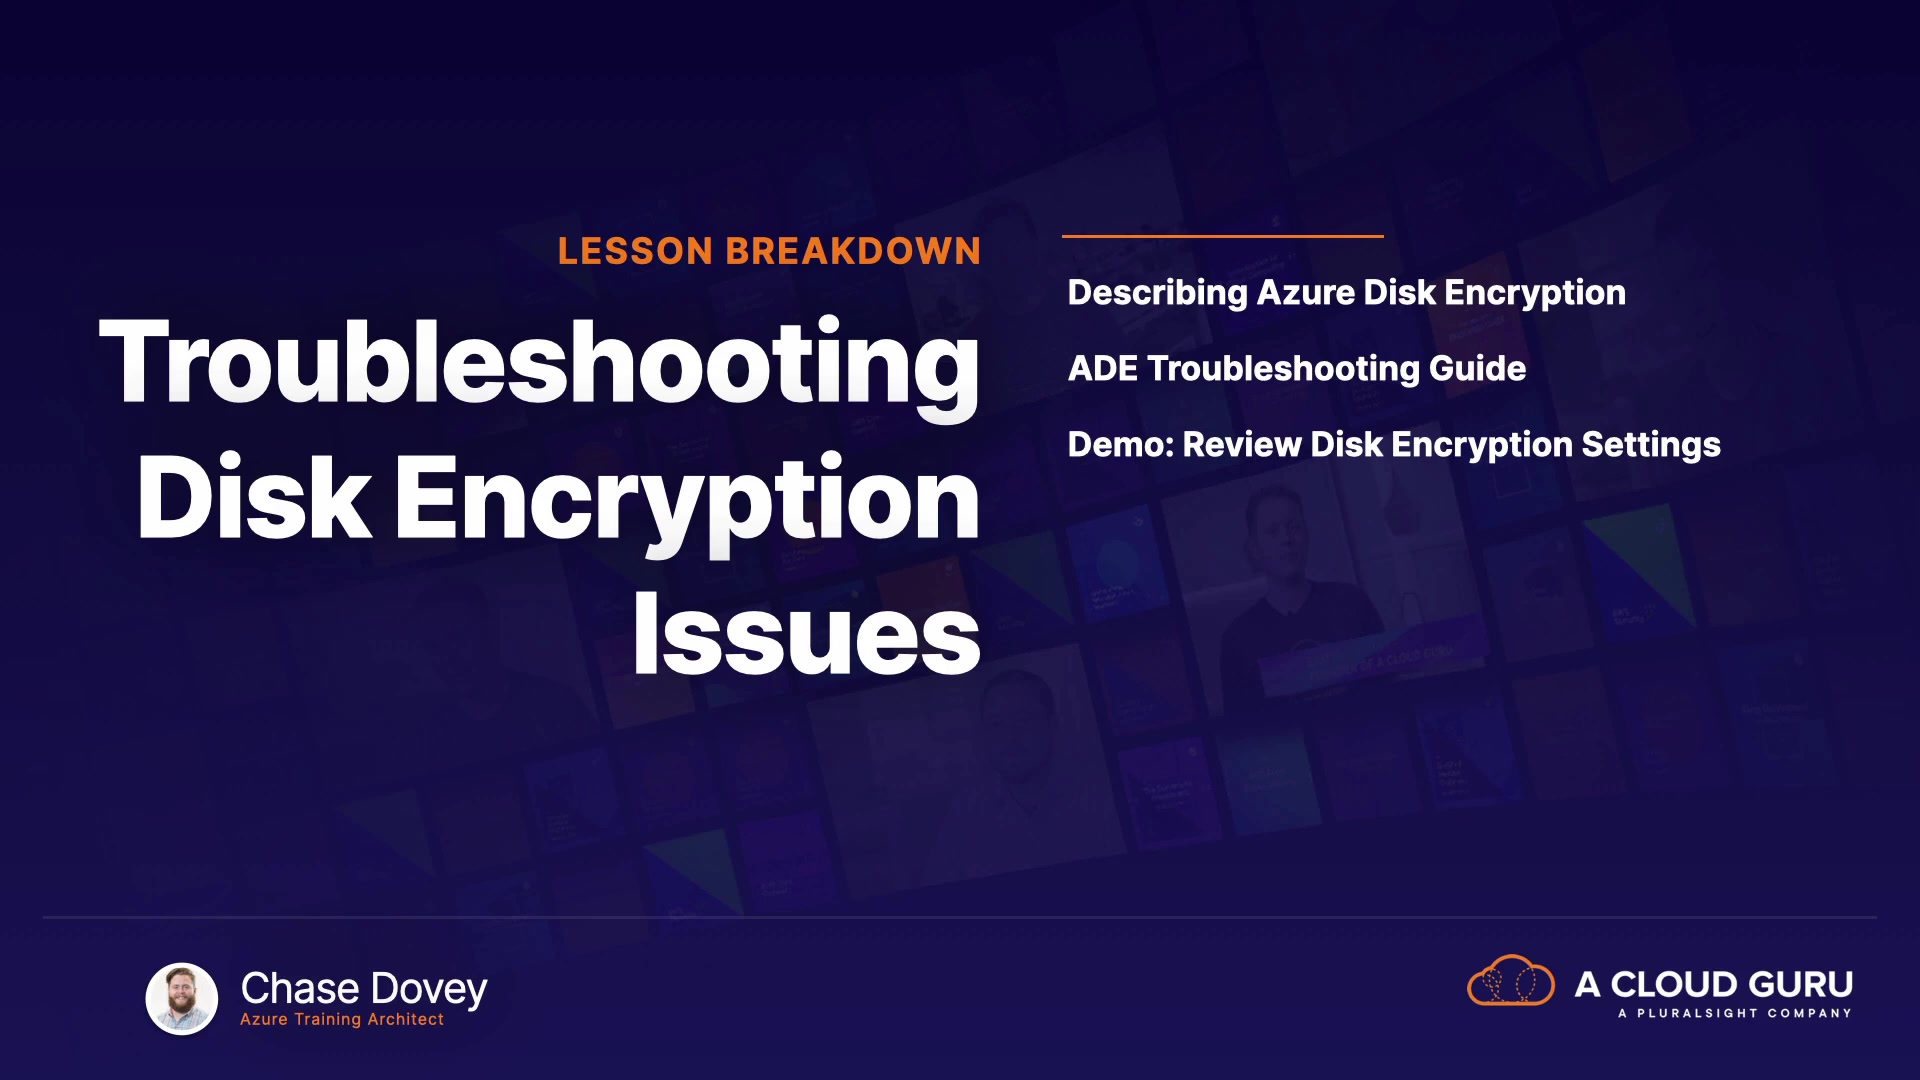 LESSON BREAKDOWN
Troubleshooting
Disk Encryption
Issues
Describing Azure Disk Encryption
ADE Troubleshooting Guide
Demo: Review Disk Encryption Settings
Chase Dovey
Azure Training Architect
A CLOUD GURU
A PLURALSIGHT COMPANY